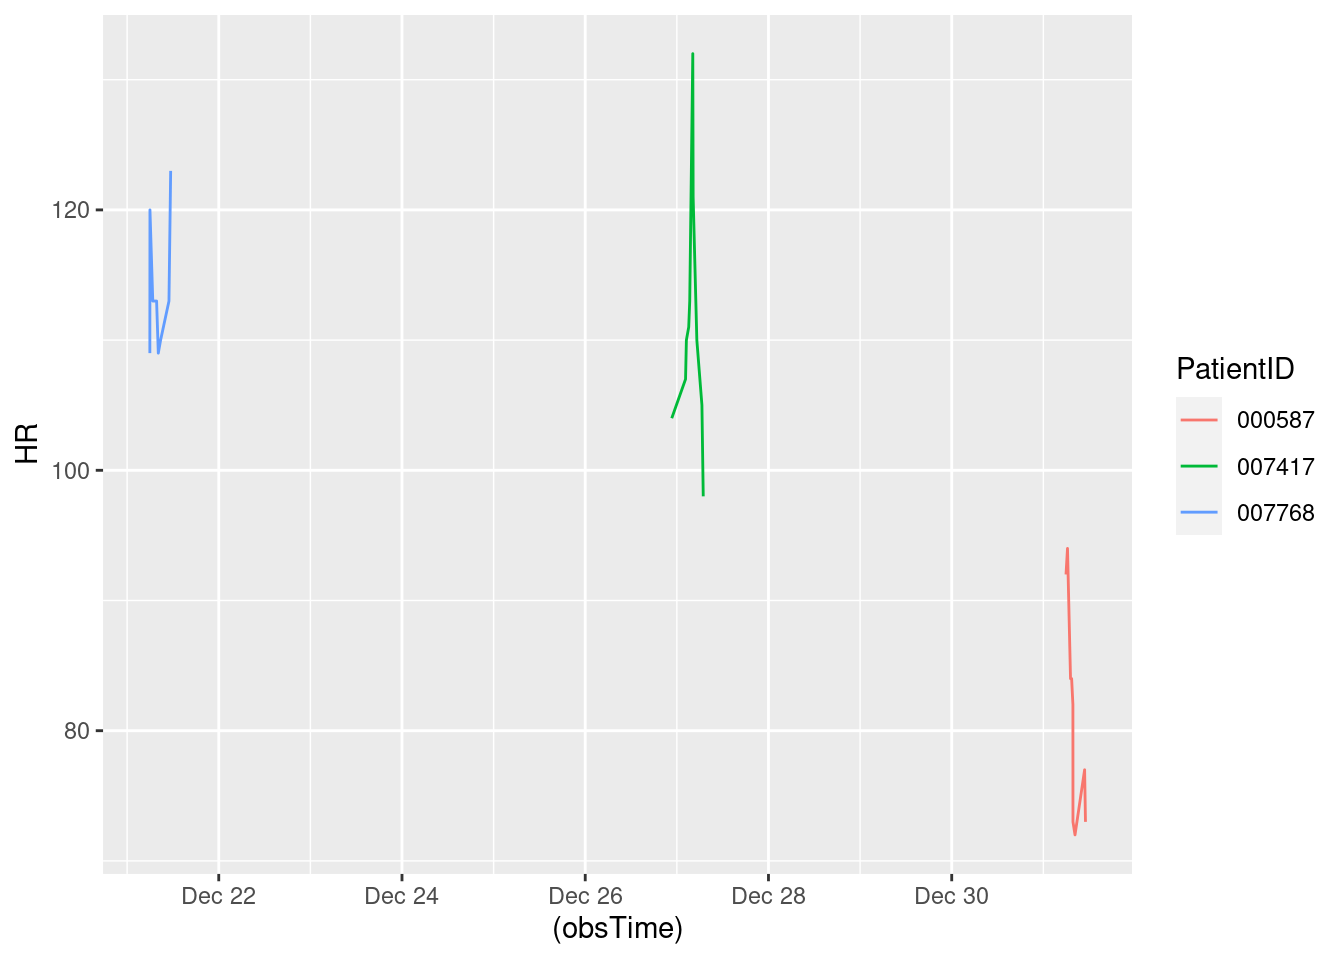 HR
120
100
80
Dec 22
Dec 24
Dec 26
Dec 28
Dec 30
(obsTime)
PatientID
000587
007417
007768